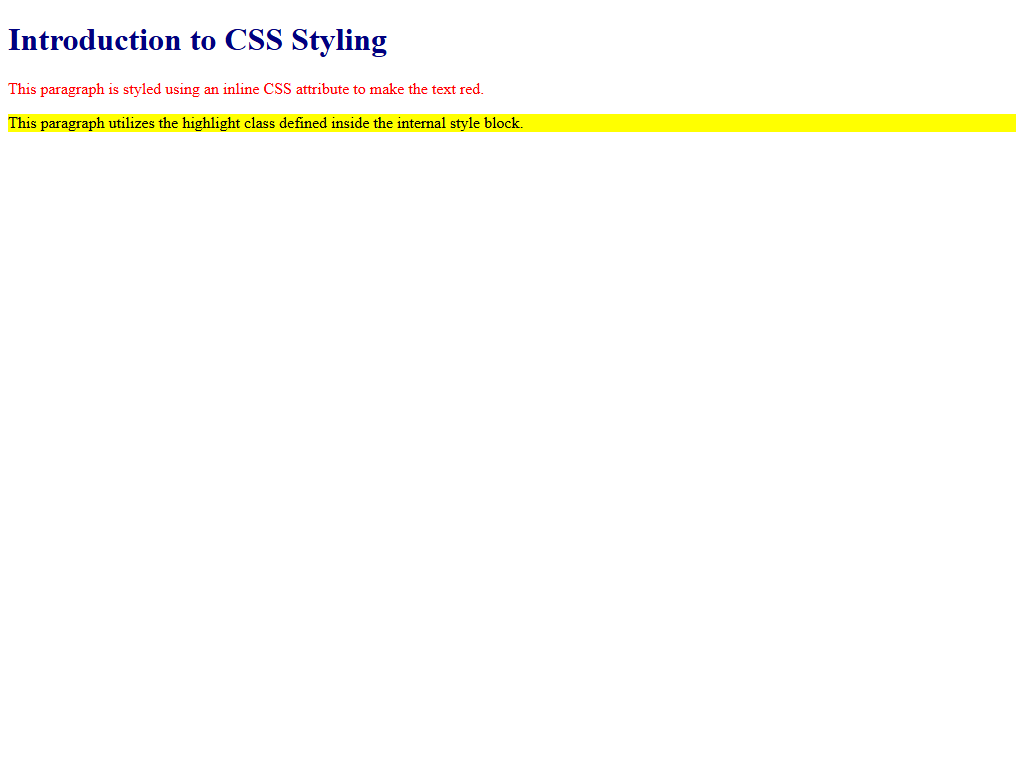 Introduction to CSS Styling
This paragraph is styled using an inline CSS attribute to make the text red.
This paragraph utilizes the highlight class defined inside the internal style block.